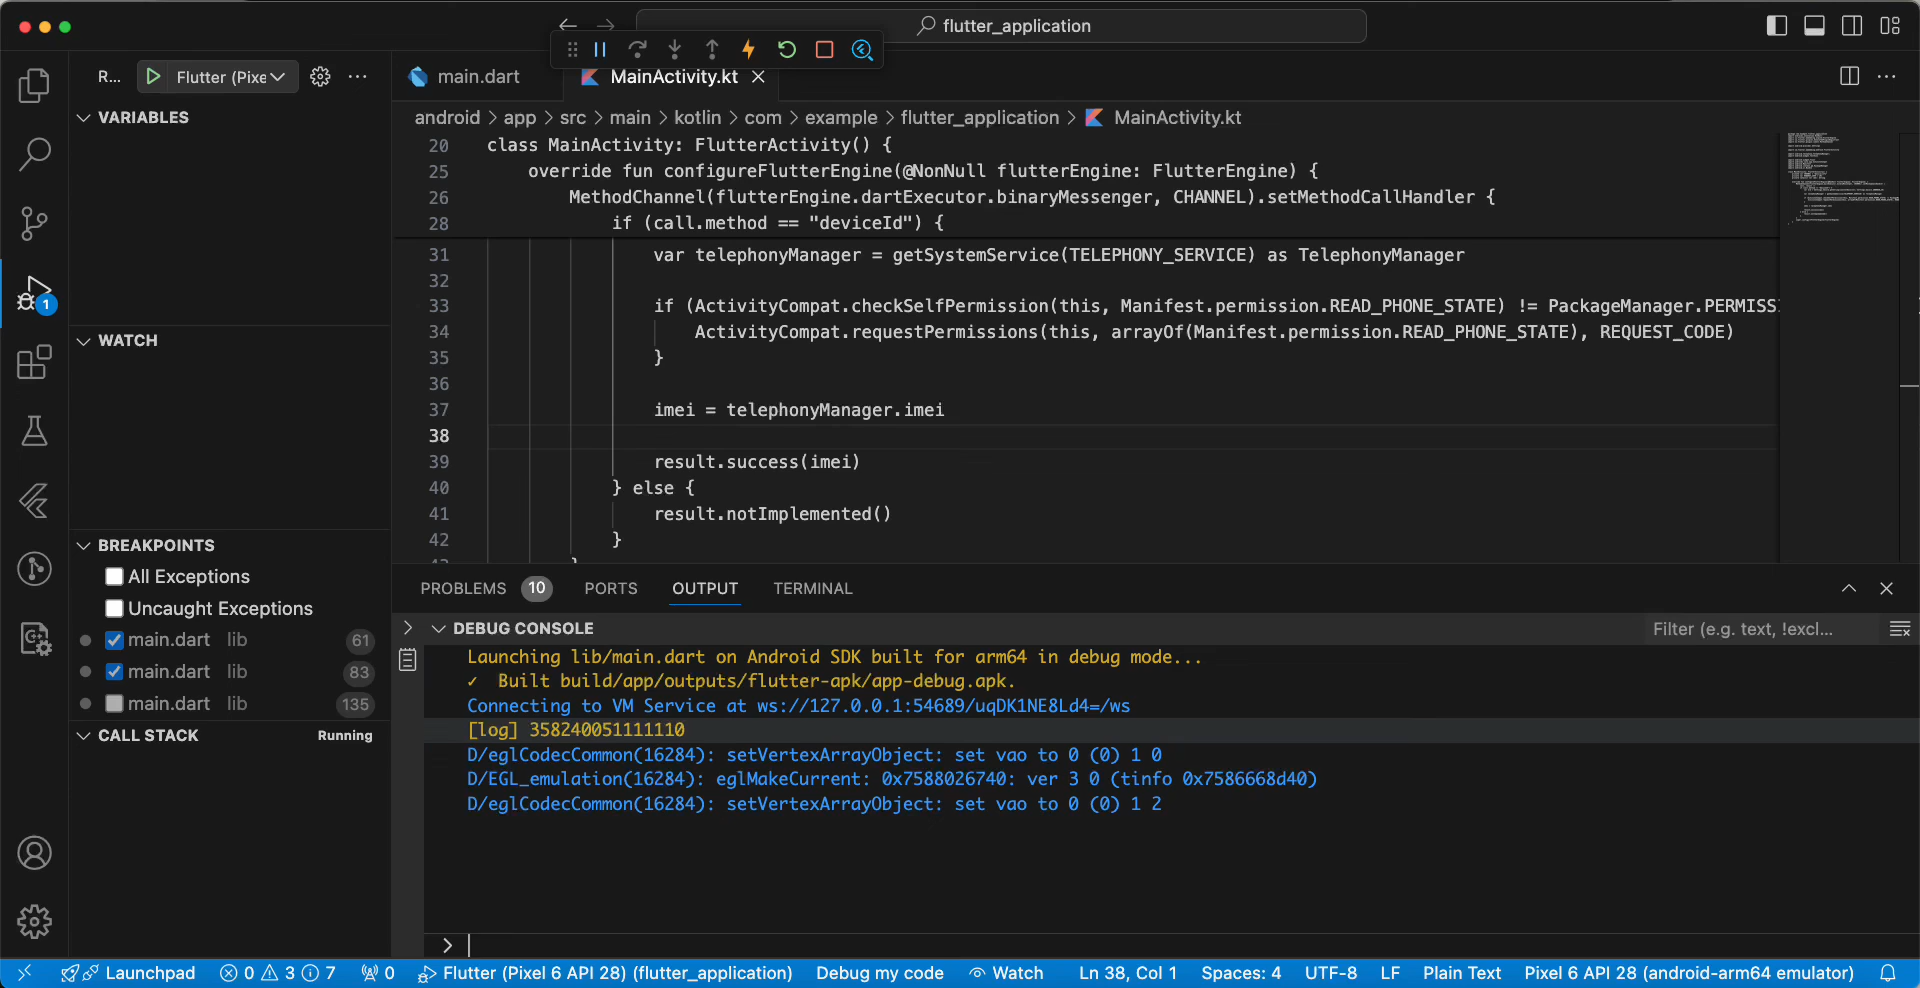 flutter_application
R...
Flutter (Pixe
main.dart
MainActivity.kt
VARIABLES
android > app > src > main > kotlin > com > example > flutter_application > MainActivity.kt
20 class MainActivity: FlutterActivity() {
25 override fun configureFlutterEngine(@NonNull flutterEngine: FlutterEngine) {
26 MethodChannel(flutterEngine.dartExecutor.binaryMessenger, CHANNEL).setMethodCallHandler {
28 if (call.method == "deviceId") {
31 var telephonyManager = getSystemService(TELEPHONY_SERVICE) as TelephonyManager
32
33 if (ActivityCompat.checkSelfPermission(this, Manifest.permission.READ_PHONE_STATE) != PackageManager.PERMISS
34 ActivityCompat.requestPermissions(this, arrayOf(Manifest.permission.READ_PHONE_STATE), REQUEST_CODE)
35 }
36
37 imei = telephonyManager.imei
38
39 result.success(imei)
40 } else {
41 result.notImplemented()
42 }
WATCH
BREAKPOINTS
All Exceptions
Uncaught Exceptions
main.dart lib 61
main.dart lib 83
main.dart lib 135
CALL STACK Running
1
PROBLEMS 10 PORTS OUTPUT TERMINAL
DEBUG CONSOLE
Filter (e.g. text, !excl...
Launching lib/main.dart on Android SDK built for arm64 in debug mode...
✓ Built build/app/outputs/flutter-apk/app-debug.apk.
Connecting to VM Service at ws://127.0.0.1:54689/uqDK1NE8Ld4=/ws
[log] 358240051111110
D/eglCodecCommon(16284): setVertexArrayObject: set vao to 0 (0) 1 0
D/EGL_emulation(16284): eglMakeCurrent: 0x7588026740: ver 3 0 (tinfo 0x7586668d40)
D/eglCodecCommon(16284): setVertexArrayObject: set vao to 0 (0) 1 2
>
Launchpad 0 3 7 0 Flutter (Pixel 6 API 28) (flutter_application) Debug my code Watch Ln 38, Col 1 Spaces: 4 UTF-8 LF Plain Text Pixel 6 API 28 (android-arm64 emulator)